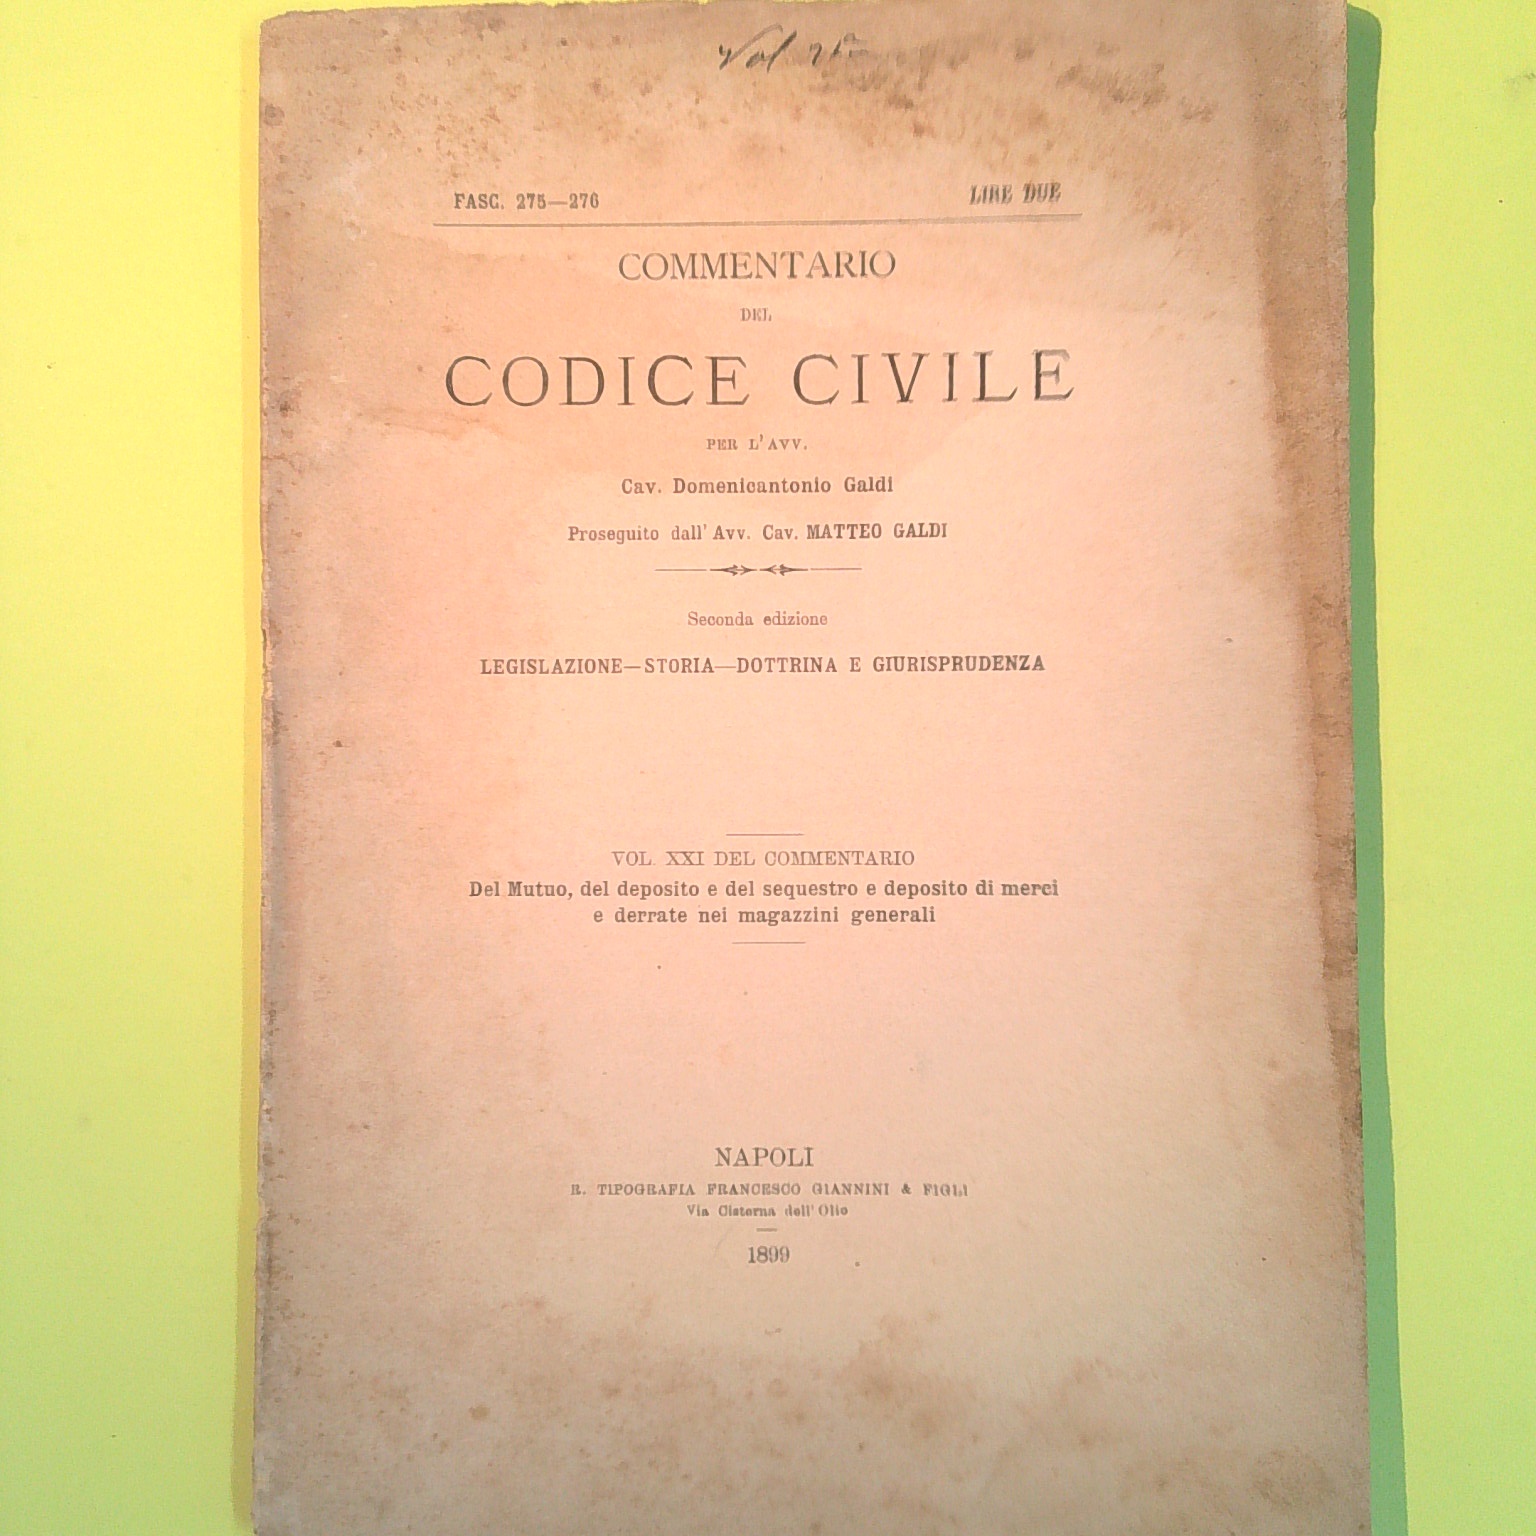 Vol 21º
FASC. 275—276
LIRE DUE
COMMENTARIO
DEL
CODICE CIVILE
PER L'AVV.
Cav. Domenicantonio Galdi
Proseguito dall' Avv. Cav. MATTEO GALDI
Seconda edizione
LEGISLAZIONE—STORIA—DOTTRINA E GIURISPRUDENZA
VOL. XXI DEL COMMENTARIO
Del Mutuo, del deposito e del sequestro e deposito di merci
e derrate nei magazzini generali
NAPOLI
R. TIPOGRAFIA FRANCESCO GIANNINI & FIGLI
Via Cisterna dell' Olio
1899